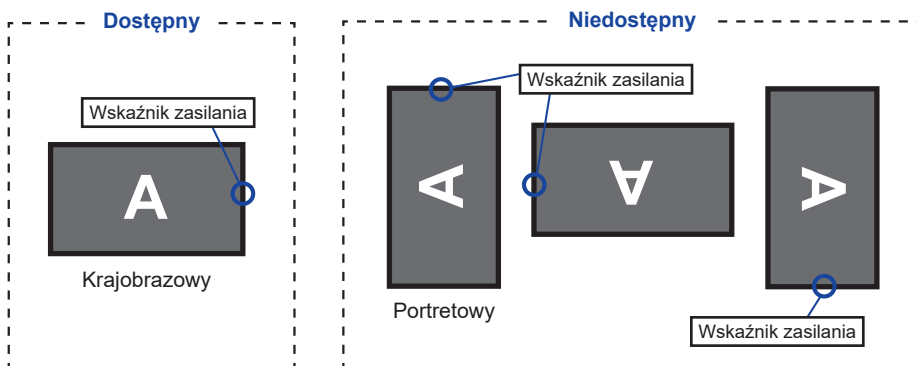 Dostępny
Wskaźnik zasilania
A
Krajobrazowy
Niedostępny
Wskaźnik zasilania
A
A
A
Portretowy
Wskaźnik zasilania